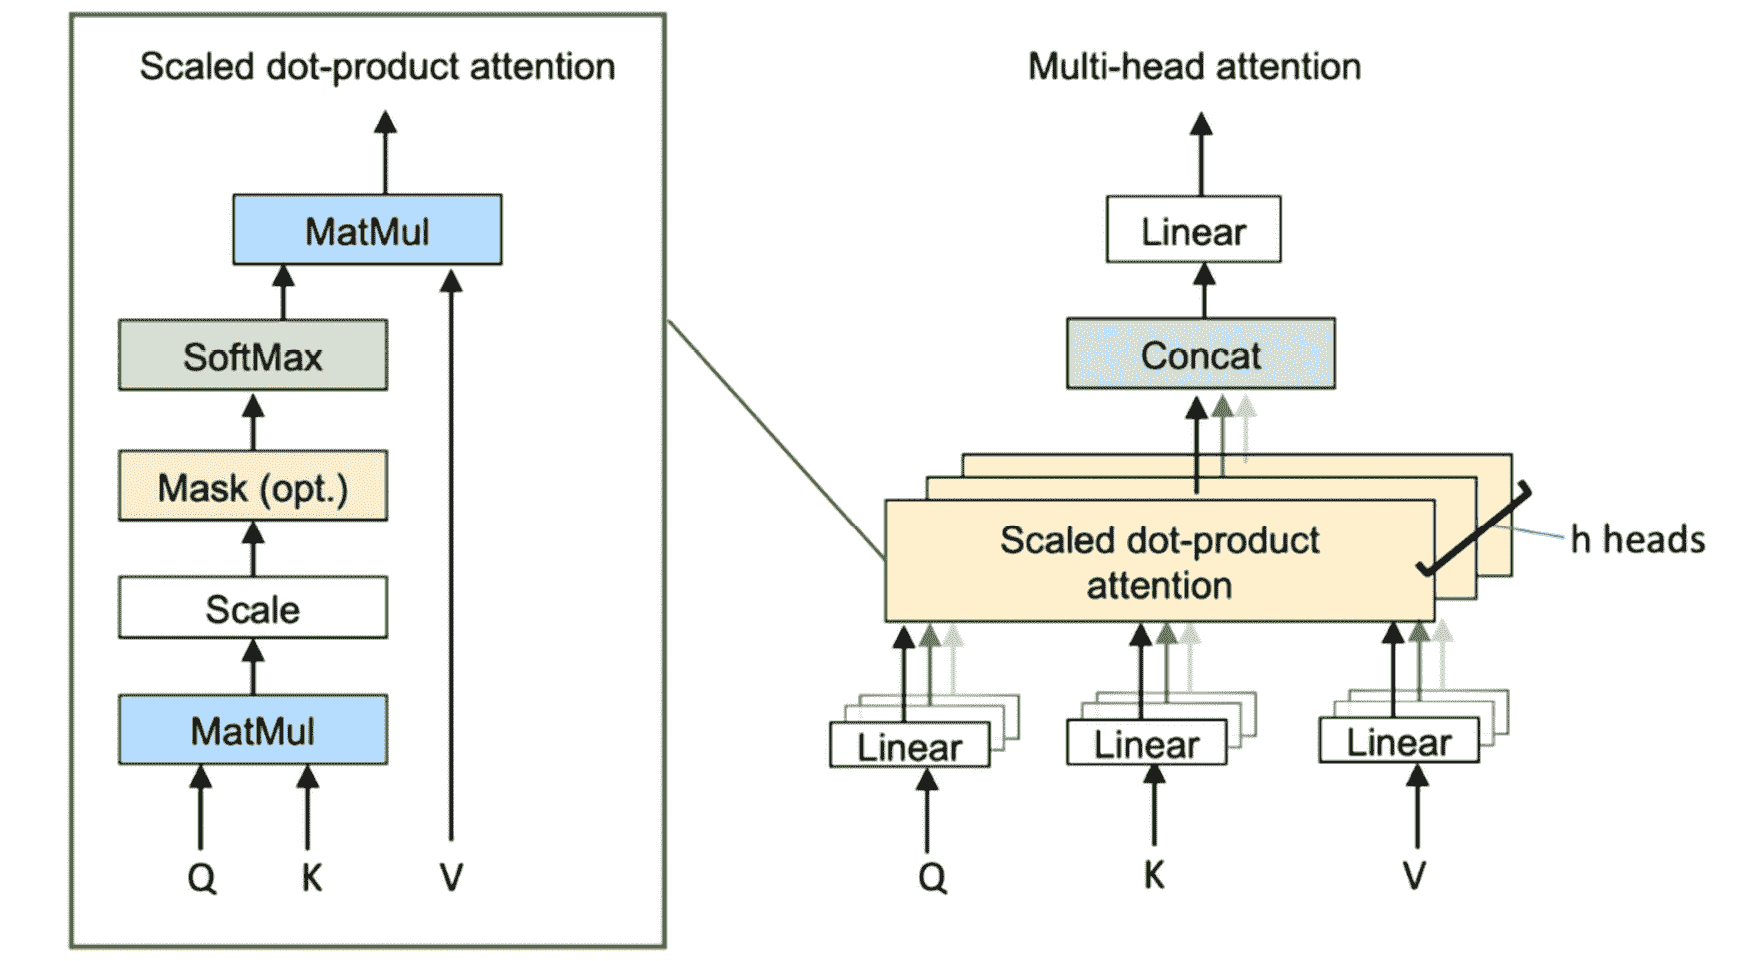 Scaled dot-product attention
MatMul
SoftMax
Mask (opt.)
Scale
MatMul
Q
K
V
Multi-head attention
Linear
Concat
Scaled dot-product
attention
h heads
Linear
Linear
Linear
Q
K
V